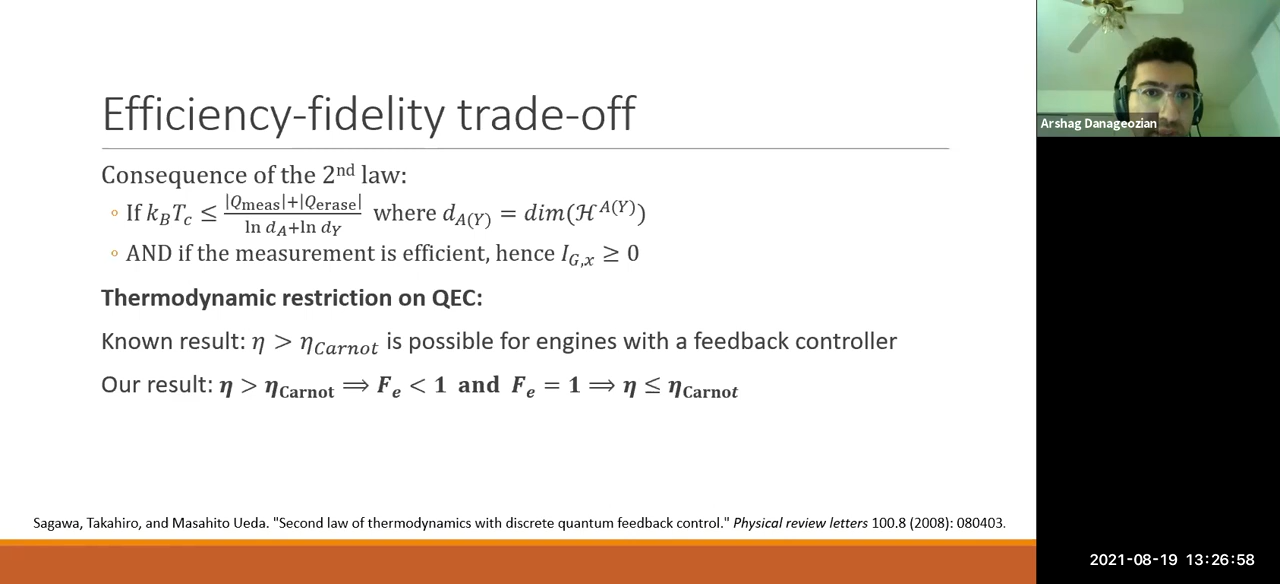 Efficiency-fidelity trade-off
Consequence of the 2nd law:
◦ If k_B T_c ≤ (|Q_meas|+|Q_erase|)/(ln d_A+ln d_Y) where d_A(Y) = dim(ℋ^A(Y))
◦ AND if the measurement is efficient, hence I_G,x ≥ 0
Thermodynamic restriction on QEC:
Known result: η > η_Carnot is possible for engines with a feedback controller
Our result: η > η_Carnot ⟹ F_e < 1 and F_e = 1 ⟹ η ≤ η_Carnot
Sagawa, Takahiro, and Masahito Ueda. "Second law of thermodynamics with discrete quantum feedback control." Physical review letters 100.8 (2008): 080403.
Arshag Danageozian
2021-08-19 13:26:58